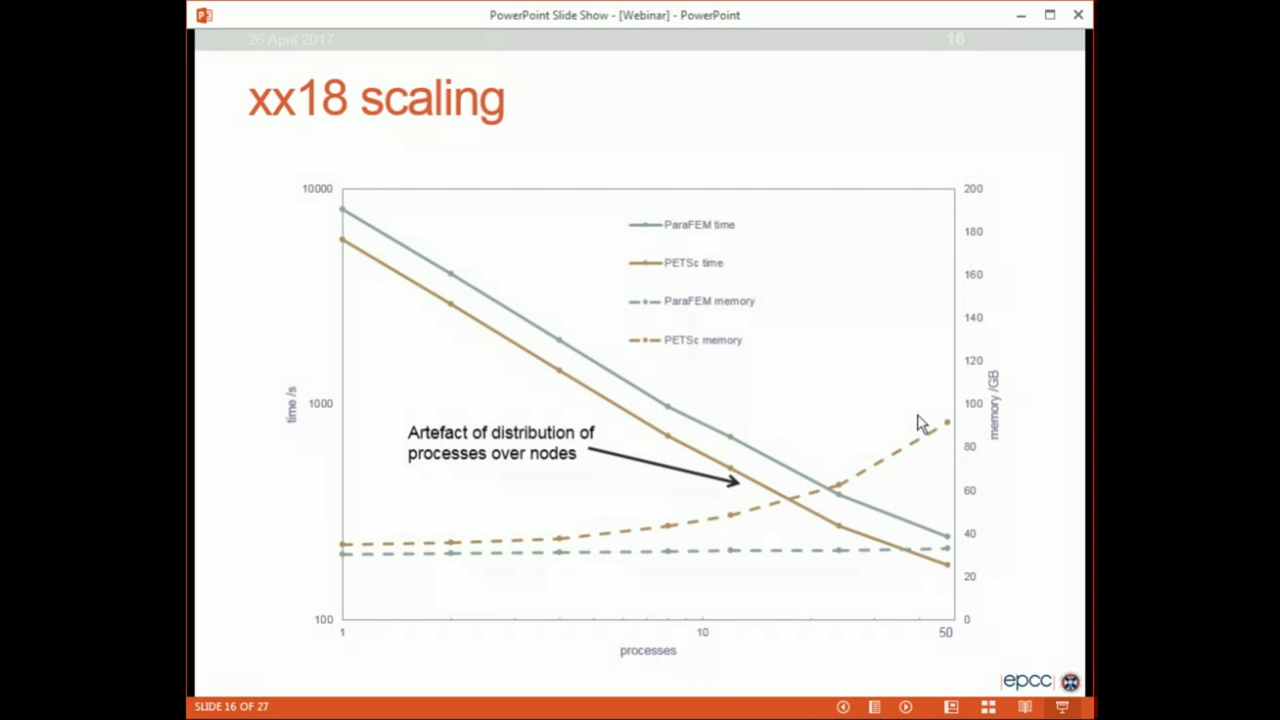 PowerPoint Slide Show - [Webinar] - PowerPoint
26 April 2017
16
xx18 scaling
10000
1000
100
time /s
200
180
160
140
120
100
80
60
40
20
0
memory /GB
ParaFEM time
PETSc time
ParaFEM memory
PETSc memory
Artefact of distribution of
processes over nodes
1
10
50
processes
epcc
SLIDE 16 OF 27